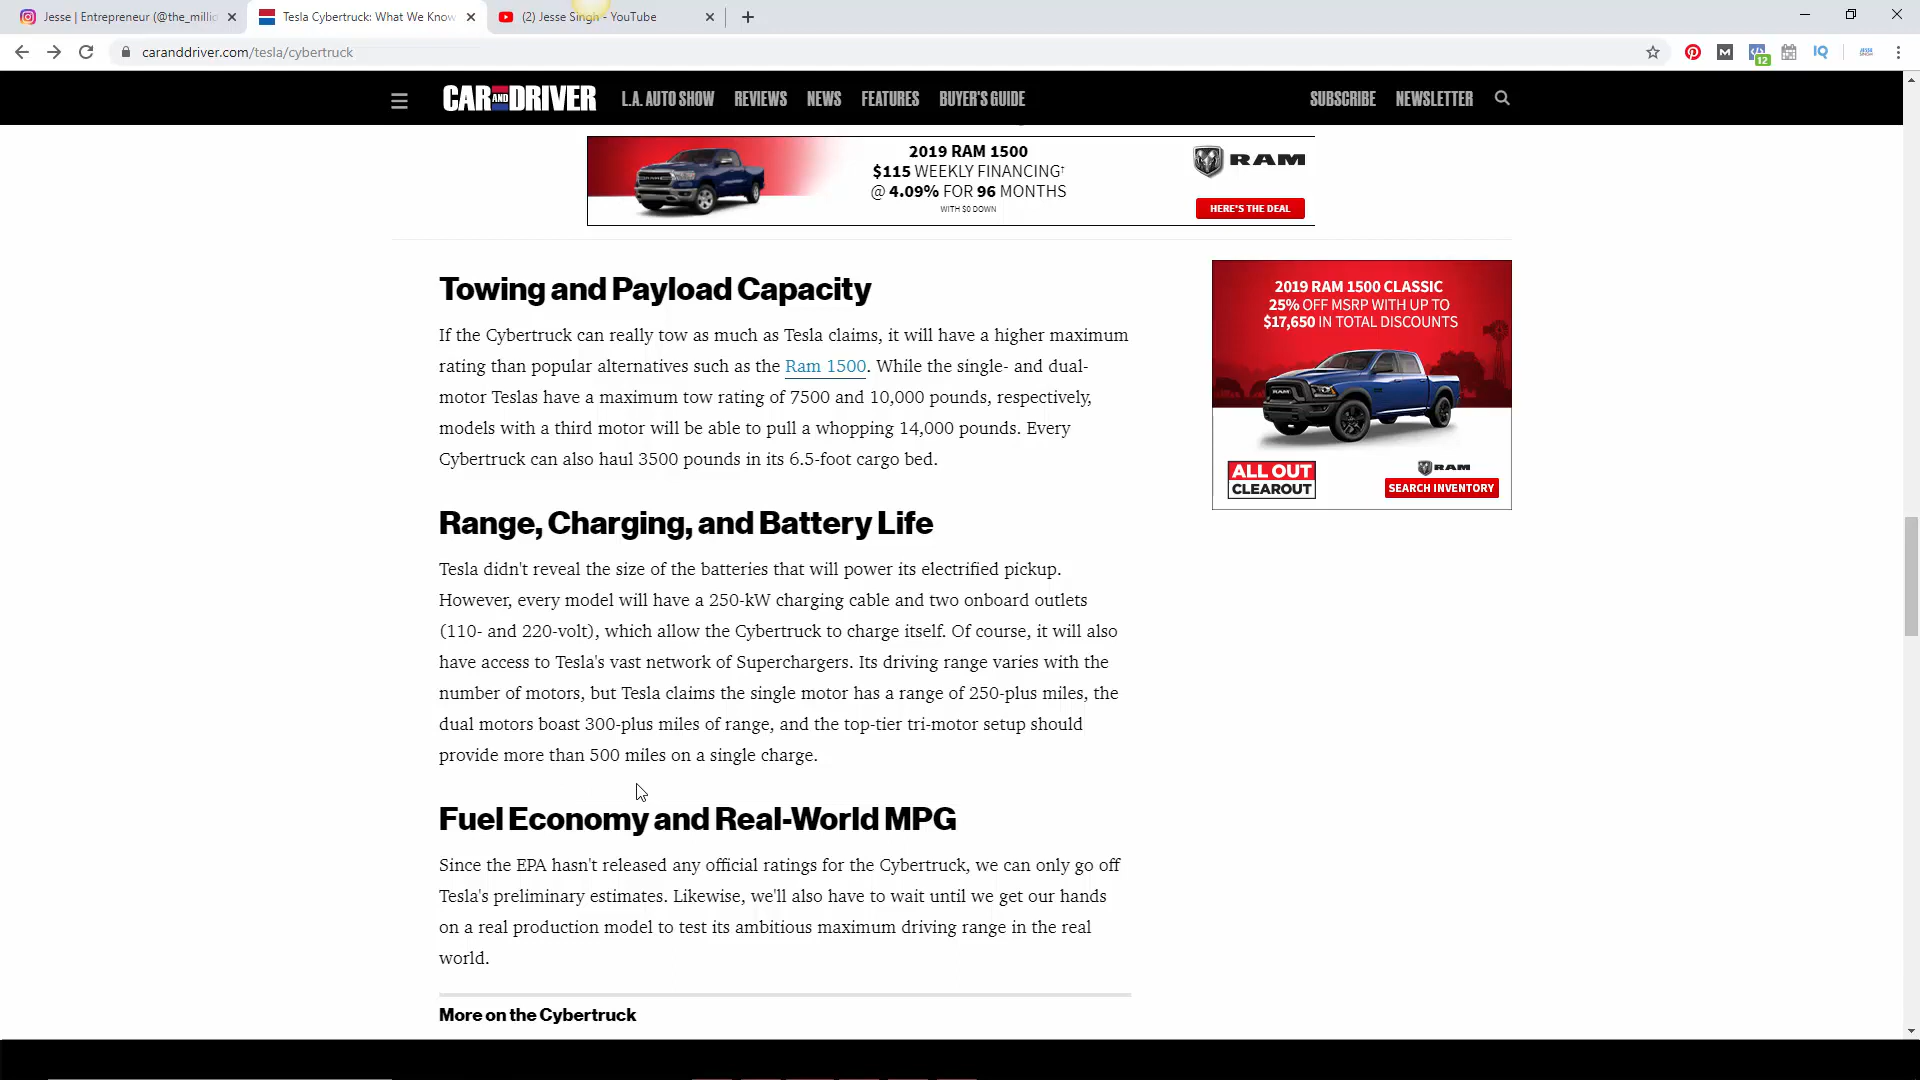 Jesse | Entrepreneur (@the_millio
Tesla Cybertruck: What We Know
(2) Jesse Singh - YouTube
caranddriver.com/tesla/cybertruck
12
CAR AND DRIVER
L.A. AUTO SHOW
REVIEWS
NEWS
FEATURES
BUYER'S GUIDE
SUBSCRIBE
NEWSLETTER
2019 RAM 1500
$115 WEEKLY FINANCING†
@ 4.09% FOR 96 MONTHS
WITH $0 DOWN
RAM
HERE'S THE DEAL
Towing and Payload Capacity
If the Cybertruck can really tow as much as Tesla claims, it will have a higher maximum
rating than popular alternatives such as the Ram 1500. While the single- and dual-
motor Teslas have a maximum tow rating of 7500 and 10,000 pounds, respectively,
models with a third motor will be able to pull a whopping 14,000 pounds. Every
Cybertruck can also haul 3500 pounds in its 6.5-foot cargo bed.
2019 RAM 1500 CLASSIC
25% OFF MSRP WITH UP TO
$17,650 IN TOTAL DISCOUNTS
ALL OUT
CLEAROUT
RAM
SEARCH INVENTORY
Range, Charging, and Battery Life
Tesla didn't reveal the size of the batteries that will power its electrified pickup.
However, every model will have a 250-kW charging cable and two onboard outlets
(110- and 220-volt), which allow the Cybertruck to charge itself. Of course, it will also
have access to Tesla's vast network of Superchargers. Its driving range varies with the
number of motors, but Tesla claims the single motor has a range of 250-plus miles, the
dual motors boast 300-plus miles of range, and the top-tier tri-motor setup should
provide more than 500 miles on a single charge.
Fuel Economy and Real-World MPG
Since the EPA hasn't released any official ratings for the Cybertruck, we can only go off
Tesla's preliminary estimates. Likewise, we'll also have to wait until we get our hands
on a real production model to test its ambitious maximum driving range in the real
world.
More on the Cybertruck